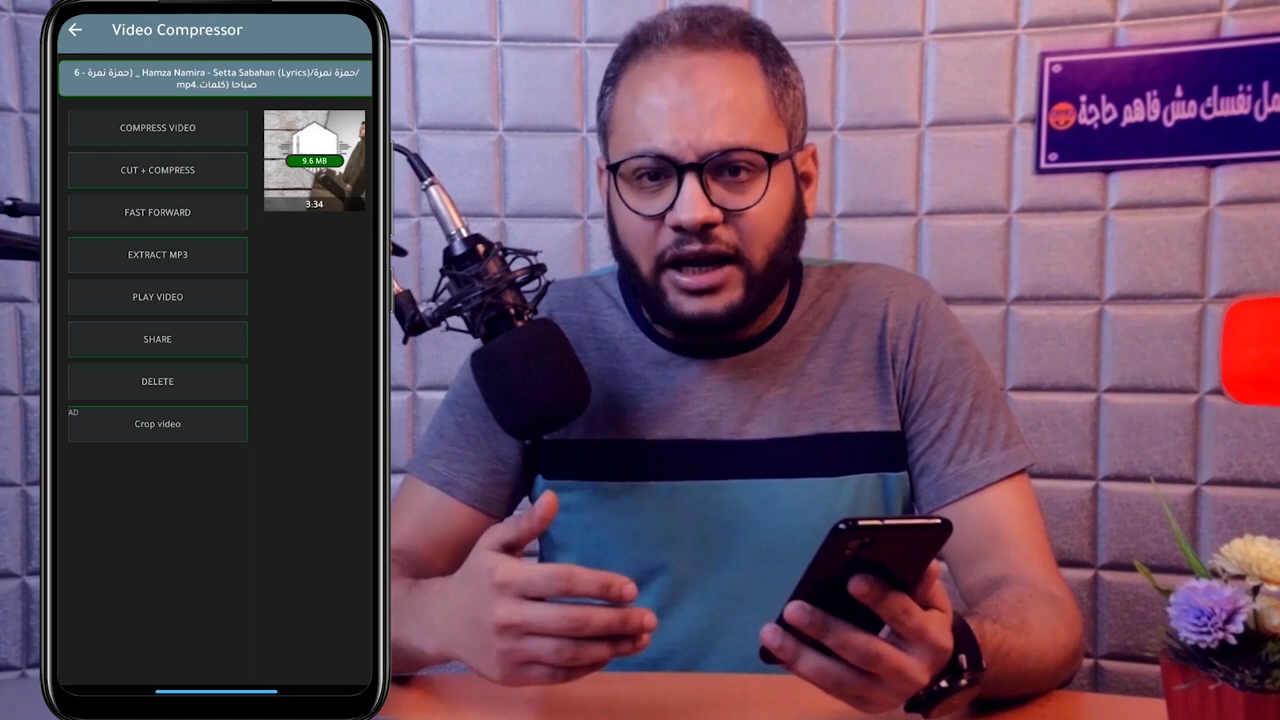 Video Compressor
6 - حمزة نمرة) _ Hamza Namira - Setta Sabahan (Lyrics)/حمزة نمرة/
صباحا (كلمات.mp4
COMPRESS VIDEO
CUT + COMPRESS
FAST FORWARD
EXTRACT MP3
PLAY VIDEO
SHARE
DELETE
AD
Crop video
9.6 MB
3:34
مل نفسك مش فاهم حاجة